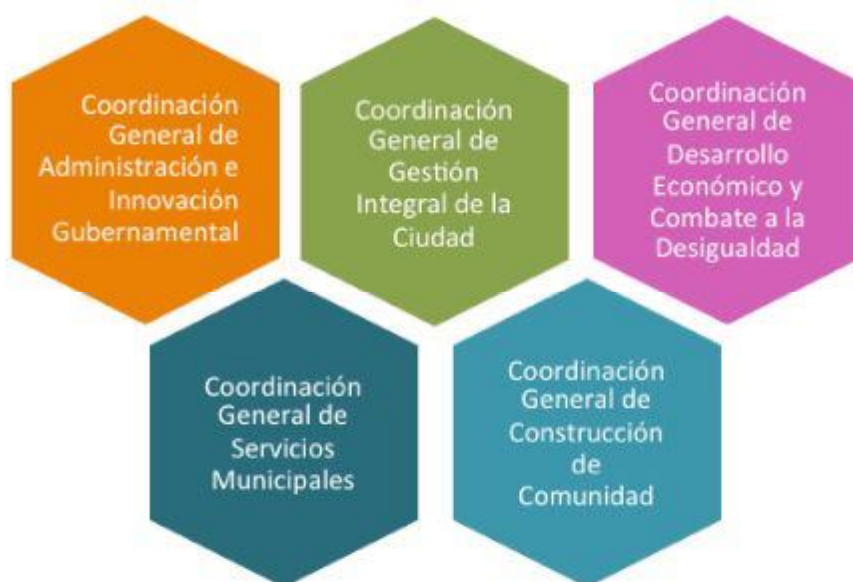 Coordinación
General de
Administración e
Innovación
Gubernamental
Coordinación
General de
Gestión
Integral de la
Ciudad
Coordinación
General de
Desarrollo
Económico y
Combate a la
Desigualdad
Coordinación
General de
Servicios
Municipales
Coordinación
General de
Construcción
de
Comunidad